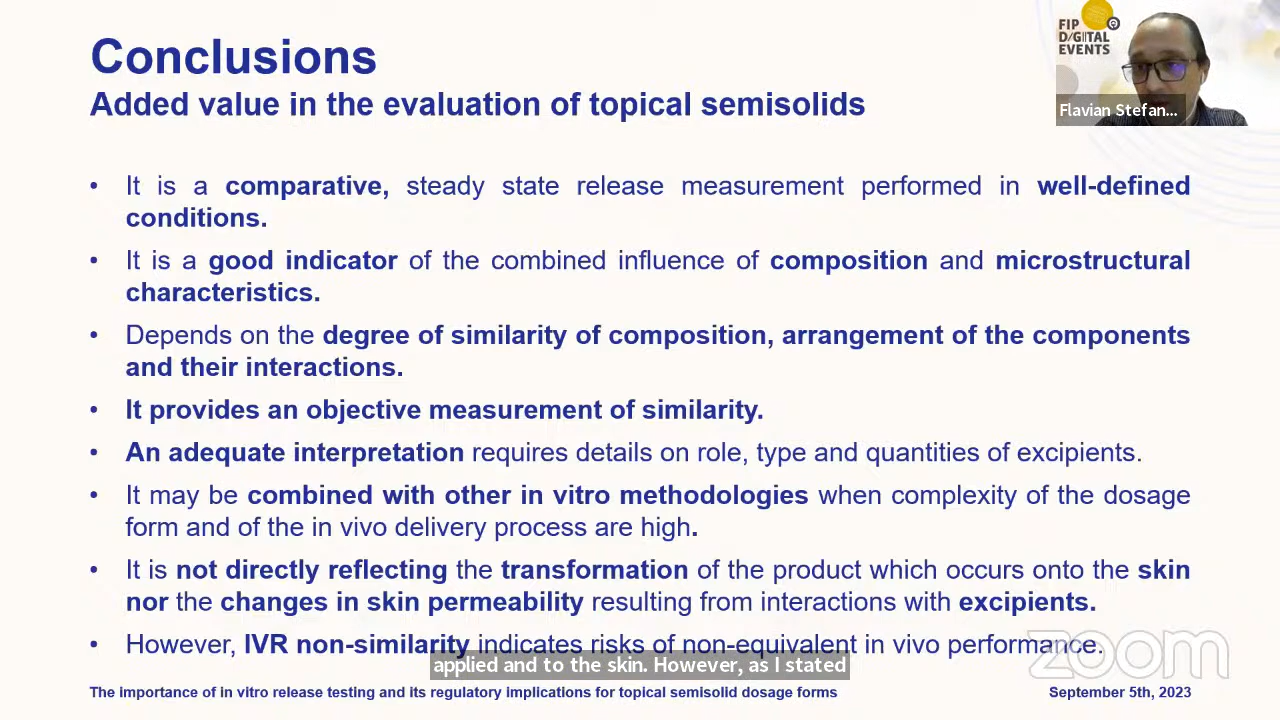 Conclusions
Added value in the evaluation of topical semisolids
FIP
D/G/TAL
EVENTS
Flavian Stefan...
• It is a comparative, steady state release measurement performed in well-defined
conditions.
• It is a good indicator of the combined influence of composition and microstructural
characteristics.
• Depends on the degree of similarity of composition, arrangement of the components
and their interactions.
• It provides an objective measurement of similarity.
• An adequate interpretation requires details on role, type and quantities of excipients.
• It may be combined with other in vitro methodologies when complexity of the dosage
form and of the in vivo delivery process are high.
• It is not directly reflecting the transformation of the product which occurs onto the skin
nor the changes in skin permeability resulting from interactions with excipients.
• However, IVR non-similarity indicates risks of non-equivalent in vivo performance.
zoom
applied and to the skin. However, as I stated
The importance of in vitro release testing and its regulatory implications for topical semisolid dosage forms
September 5th, 2023